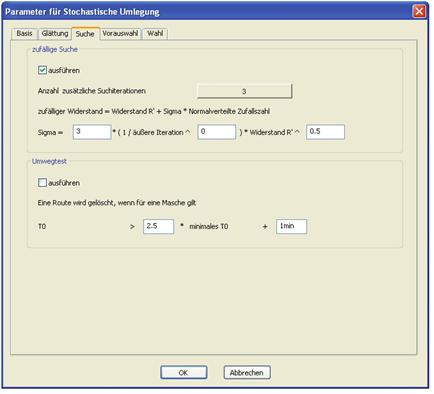 Parameter für Stochastische Umlegung
Basis Glättung Suche Vorauswahl Wahl
zufällige Suche
ausführen
Anzahl zusätzliche Suchiterationen 3
zufälliger Widerstand = Widerstand R' + Sigma * Normalverteilte Zufallszahl
Sigma = 3 * ( 1 / äußere Iteration ^ 0 ) * Widerstand R' ^ 0.5
Umwegtest
ausführen
Eine Route wird gelöscht, wenn für eine Masche gilt
T0 > 2.5 * minimales T0 + 1min
OK Abbrechen